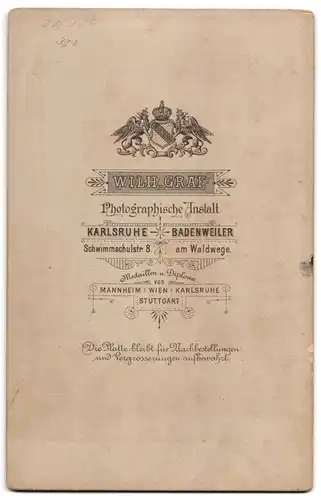 WILH. GRAF
Photographische Anstalt
KARLSRUHE BADENWEILER
Schwimmschulstr. 8. am Waldwege.
Medaillen u. Diplome
VON
MANNHEIM WIEN KARLSRUHE
STUTTGART
Die Platte bleibt für Nachbestellungen
und Vergrösserungen aufbewahrt.